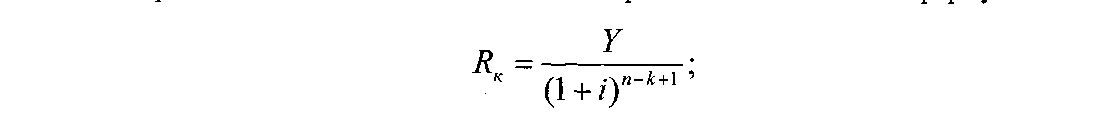 R_к = Y / (1 + i)^{n-k+1};